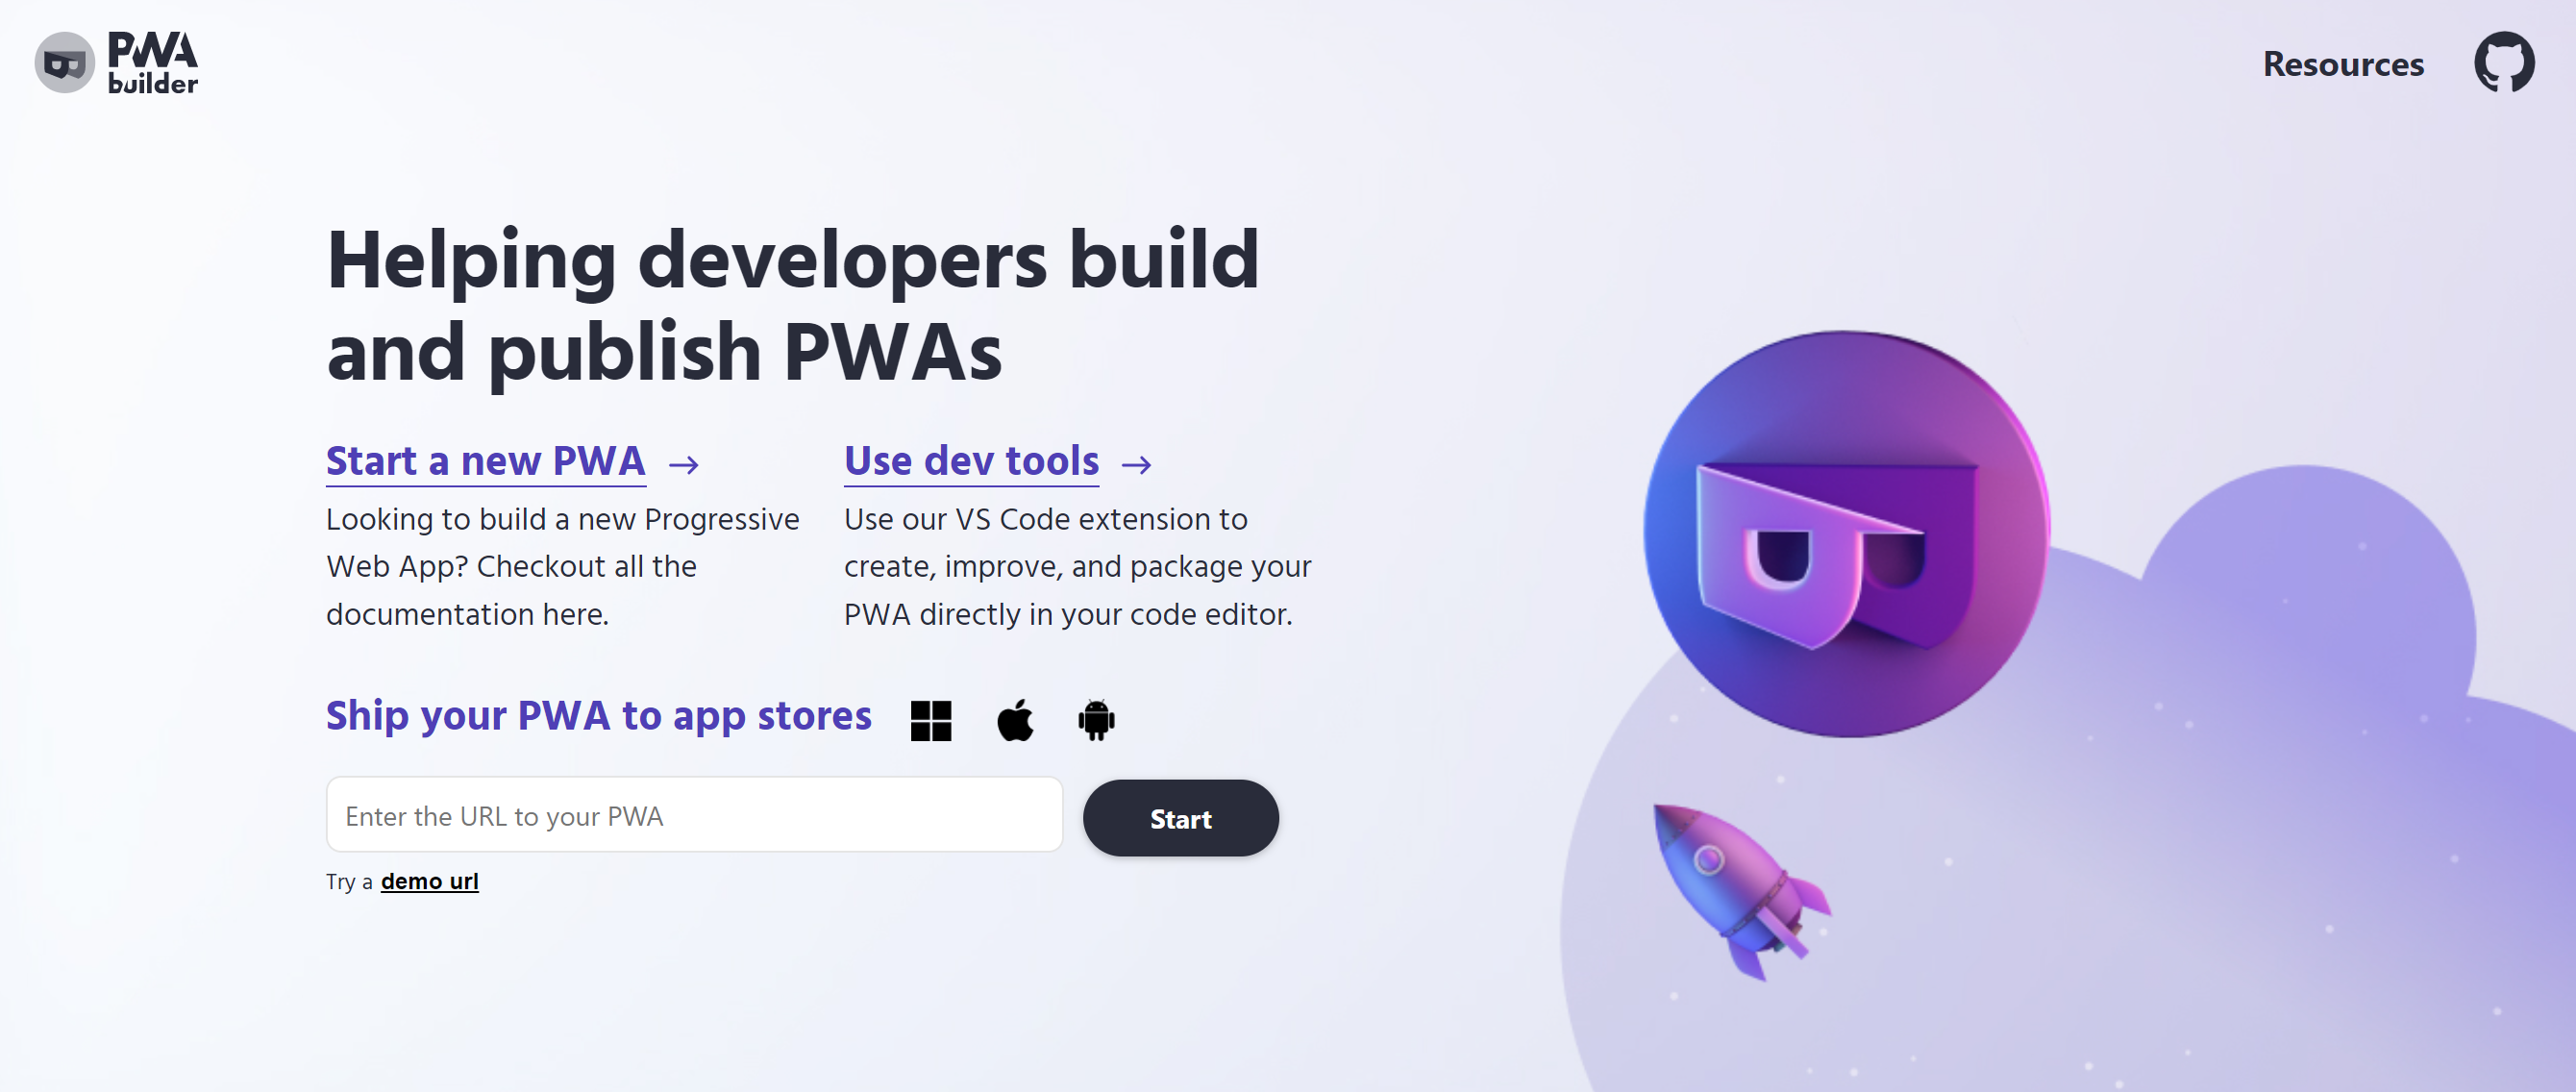 PWA
builder
Resources
Helping developers build
and publish PWAs
Start a new PWA →
Looking to build a new Progressive
Web App? Checkout all the
documentation here.
Use dev tools →
Use our VS Code extension to
create, improve, and package your
PWA directly in your code editor.
Ship your PWA to app stores
Enter the URL to your PWA
Start
Try a demo url